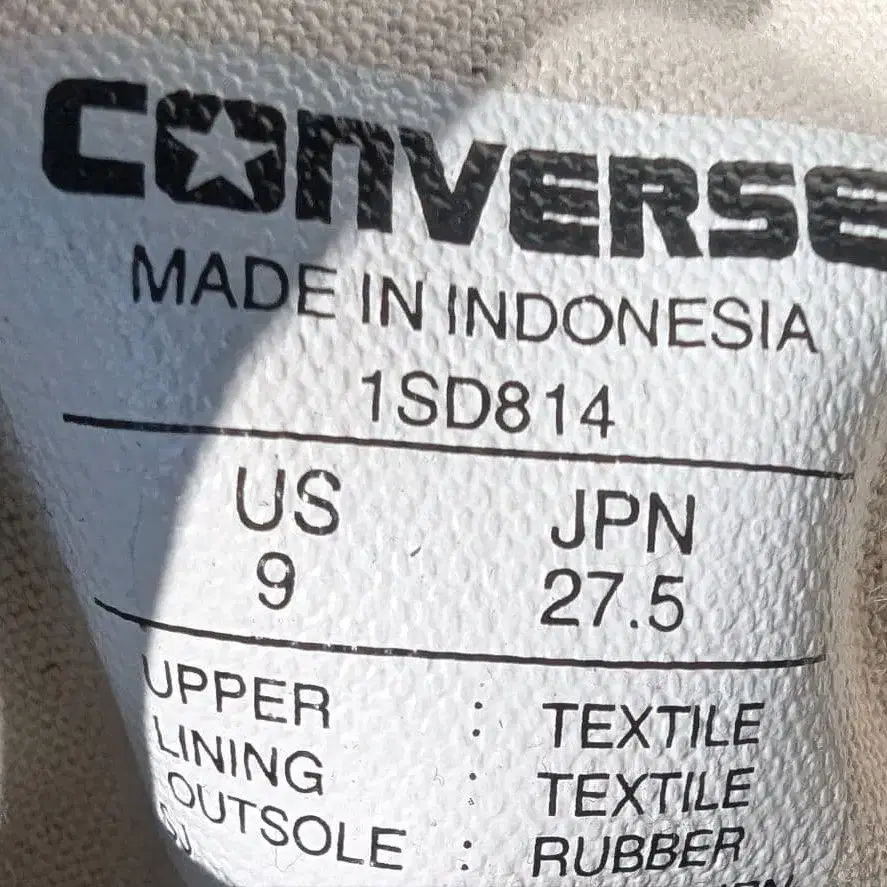 CONVERSE
MADE IN INDONESIA
1SD814
US JPN
9 27.5
UPPER : TEXTILE
LINING : TEXTILE
OUTSOLE : RUBBER